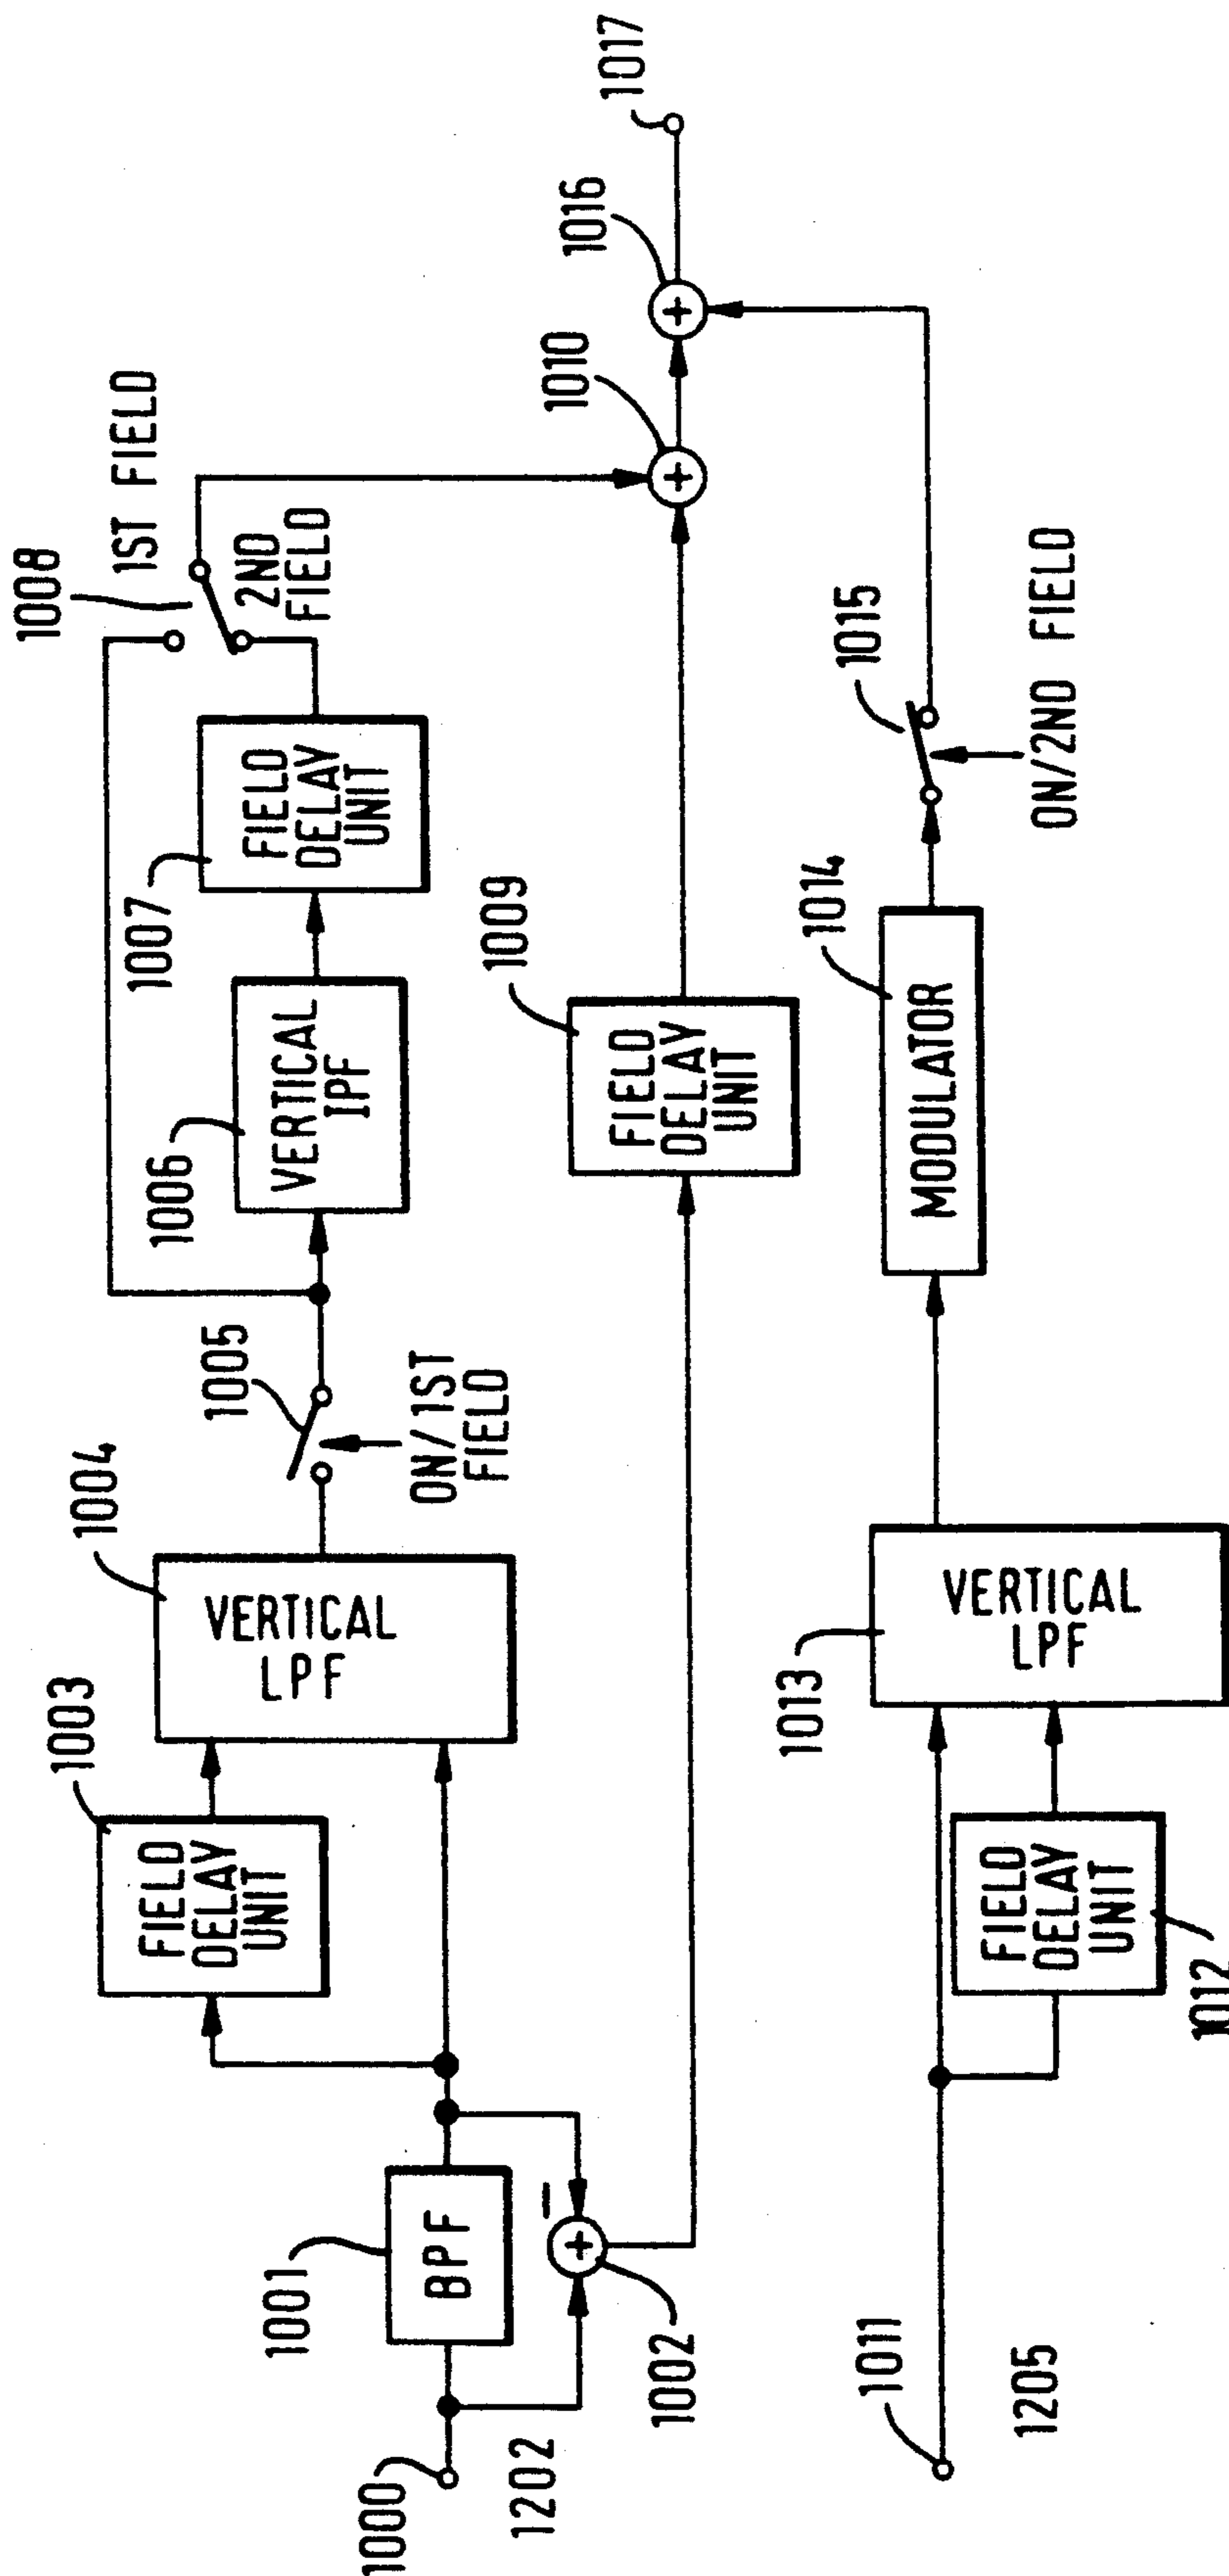 1008
1ST FIELD
2ND
FIELD
1017
1016
1010
1007
FIELD
DELAY
UNIT
1006
VERTICAL
IPF
1005
ON/1ST
FIELD
1004
VERTICAL
LPF
1003
FIELD
DELAY
UNIT
1009
FIELD
DELAY
UNIT
1001
BPF
1000
1202
1002
−
+
+
+
1015
ON/2ND FIELD
1014
MODULATOR
1013
VERTICAL
LPF
FIELD
DELAY
UNIT
1012
1011
1205